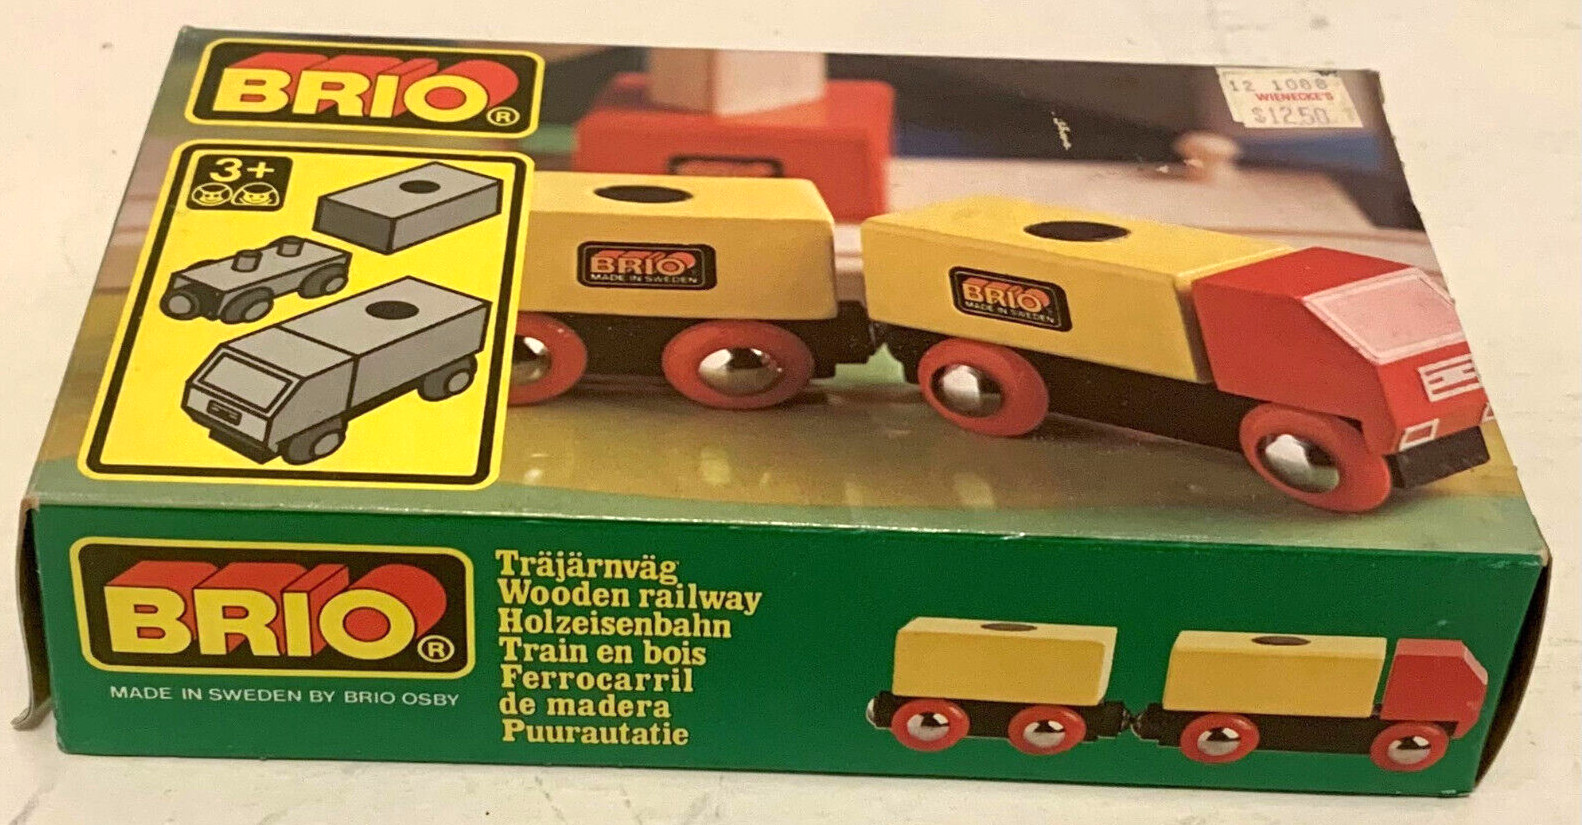 BRIO®
12 1088
WIENECKE'S
$12.50
3+
BRIO
MADE IN SWEDEN
BRIO
MADE IN SWEDEN
BRIO®
MADE IN SWEDEN BY BRIO OSBY
Träjärnväg
Wooden railway
Holzeisenbahn
Train en bois
Ferrocarril
de madera
Puurautatie